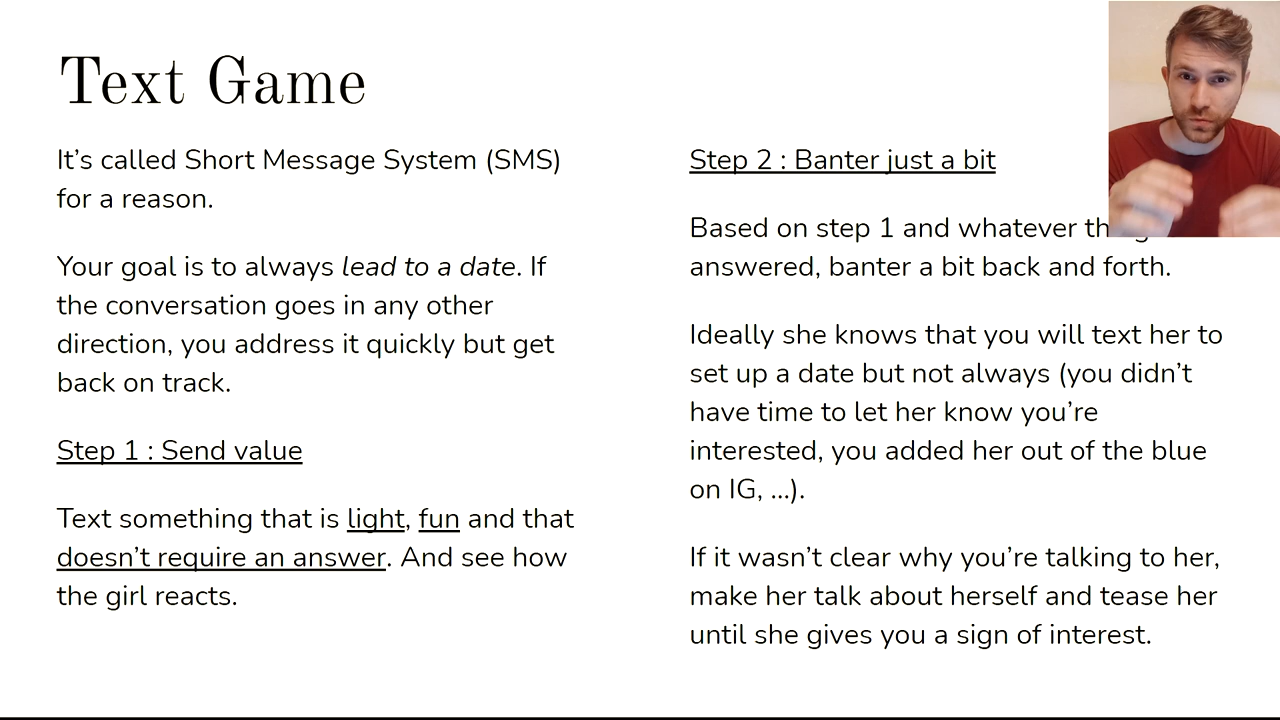 Text Game
It's called Short Message System (SMS)
for a reason.
Your goal is to always lead to a date. If
the conversation goes in any other
direction, you address it quickly but get
back on track.
Step 1 : Send value
Text something that is light, fun and that
doesn't require an answer. And see how
the girl reacts.
Step 2 : Banter just a bit
Based on step 1 and whatever
answered, banter a bit back and forth.
Ideally she knows that you will text her to
set up a date but not always (you didn't
have time to let her know you're
interested, you added her out of the blue
on IG, ...).
If it wasn't clear why you're talking to her,
make her talk about herself and tease her
until she gives you a sign of interest.